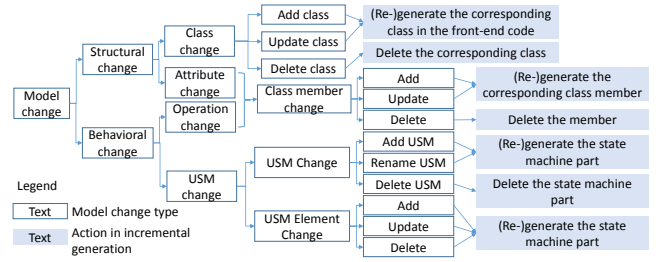 Model
change
Structural
change
Behavioral
change
Class
change
Attribute
change
Operation
change
USM
change
Add class
Update class
Delete class
Class member
change
USM Change
USM Element
Change
Add
Update
Delete
Add USM
Rename USM
Delete USM
Add
Update
Delete
(Re-)generate the corresponding
class in the front-end code
Delete the corresponding class
(Re-)generate the
corresponding class member
Delete the member
(Re-)generate the state
machine part
Delete the state machine
part
(Re-)generate the state
machine part
Legend
Text Model change type
Text Action in incremental
generation